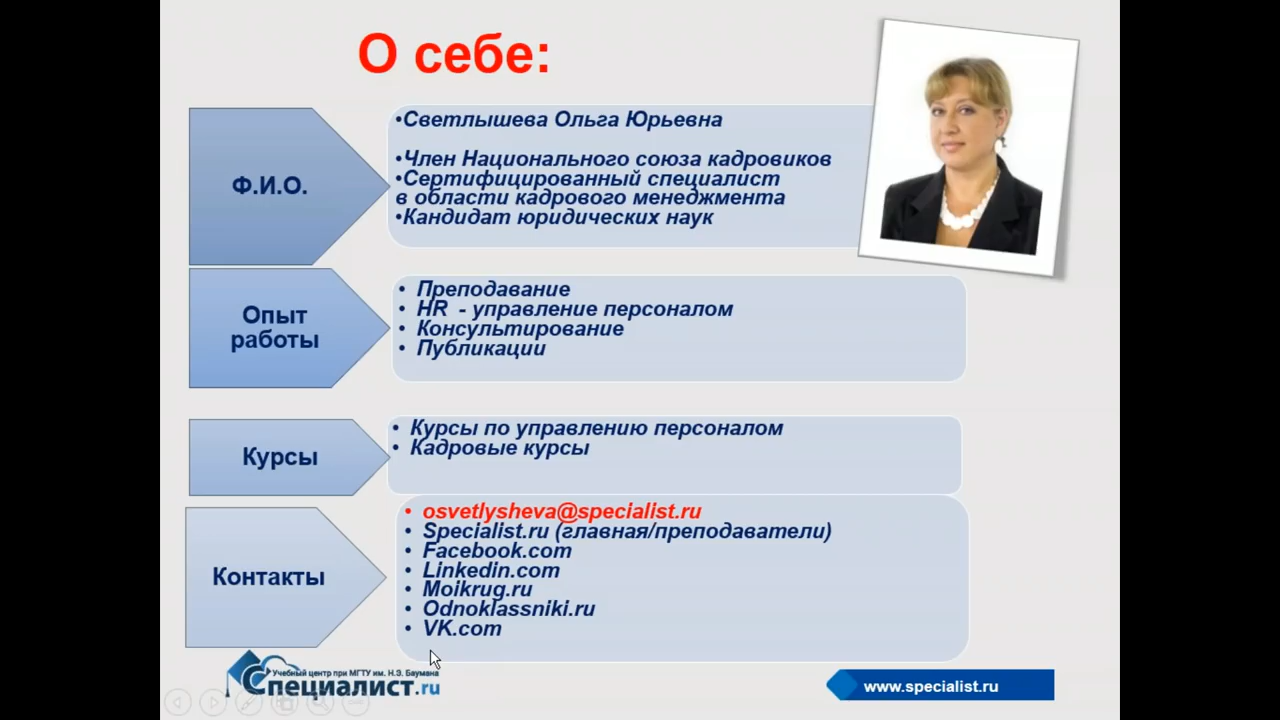 О себе:
Ф.И.О.
•Светлышева Ольга Юрьевна
•Член Национального союза кадровиков
•Сертифицированный специалист
в области кадрового менеджмента
•Кандидат юридических наук
Опыт
работы
• Преподавание
• HR - управление персоналом
• Консультирование
• Публикации
Курсы
• Курсы по управлению персоналом
• Кадровые курсы
Контакты
• osvetlysheva@specialist.ru
• Specialist.ru (главная/преподаватели)
• Facebook.com
• Linkedin.com
• Moikrug.ru
• Odnoklassniki.ru
• VK.com
Учебный центр при МГТУ им. Н.Э. Баумана
Специалист.ru
www.specialist.ru